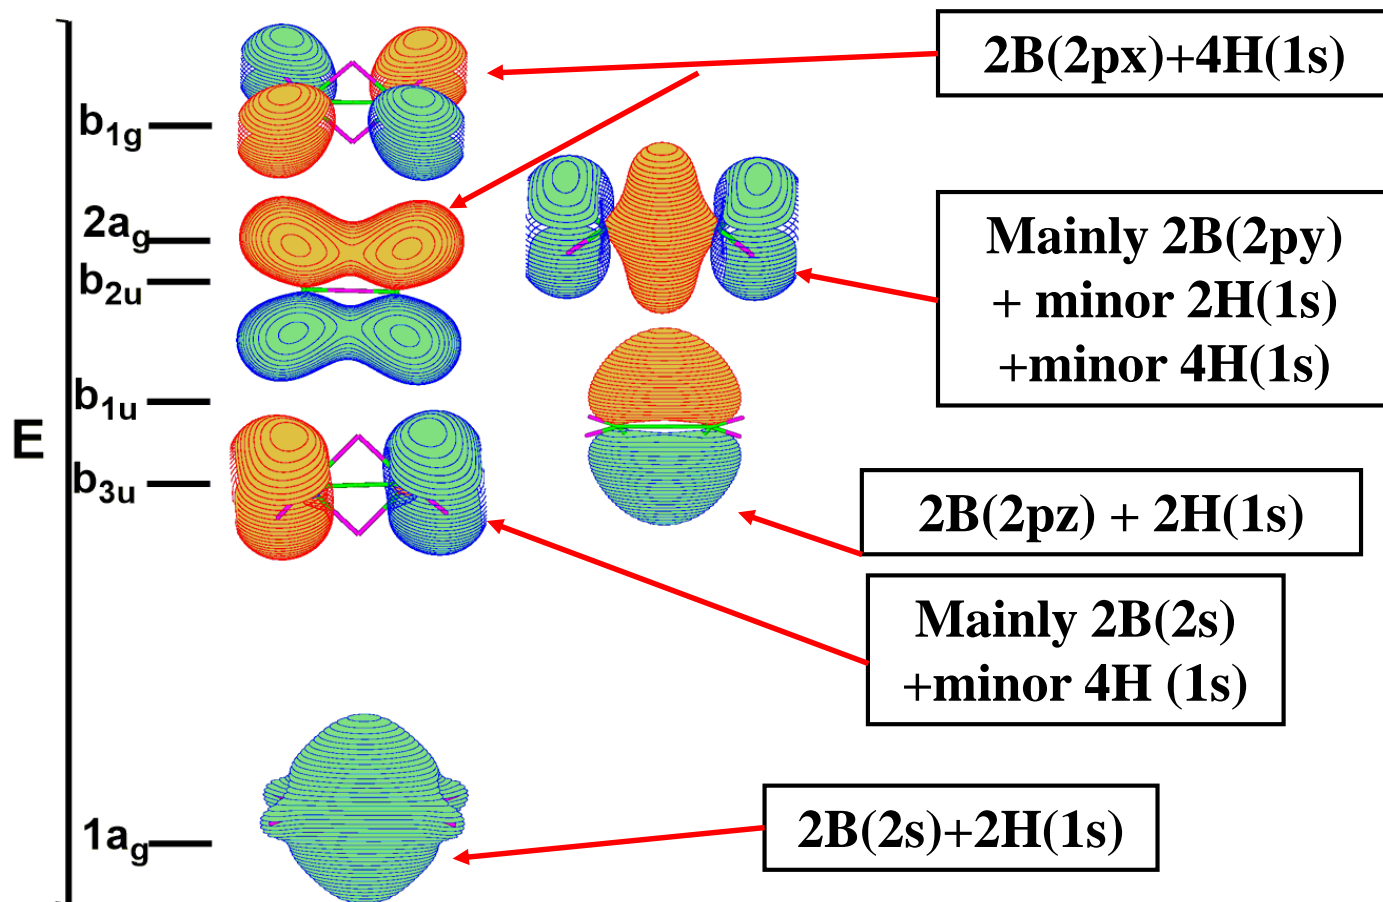 2B(2px)+4H(1s)
b1g
2ag
b2u
Mainly 2B(2py)
+ minor 2H(1s)
+minor 4H(1s)
b1u
E
b3u
2B(2pz) + 2H(1s)
Mainly 2B(2s)
+minor 4H (1s)
1ag
2B(2s)+2H(1s)